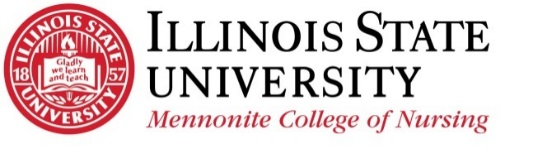 ILLINOIS STATE
UNIVERSITY
Gladly
we learn
and teach
18 57
ILLINOIS STATE
UNIVERSITY
Mennonite College of Nursing